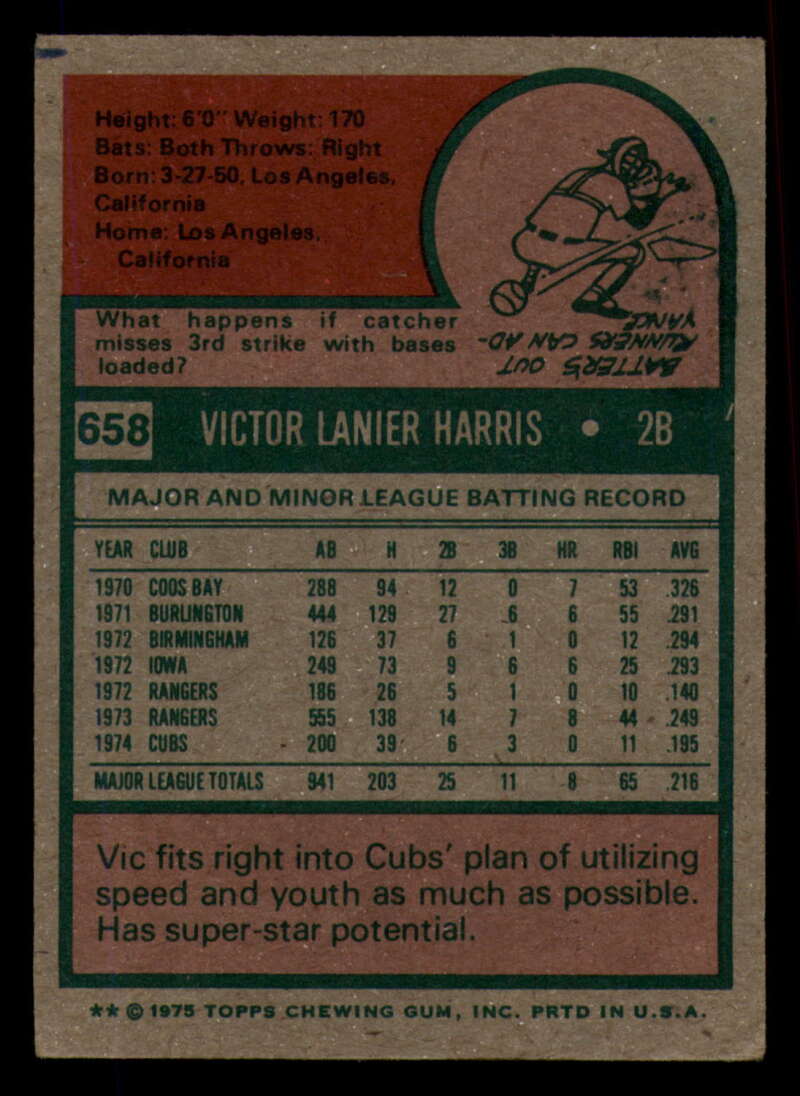 Height: 6'0" Weight: 170
Bats: Both Throws: Right
Born: 3-27-50, Los Angeles,
California
Home: Los Angeles,
California
What happens if catcher
misses 3rd strike with bases
loaded?
BATTER'S OUT
RUNNERS CAN AD-
VANCE
658 VICTOR LANIER HARRIS • 2B
MAJOR AND MINOR LEAGUE BATTING RECORD
YEAR CLUB AB H 2B 3B HR RBI AVG
1970 COOS BAY 288 94 12 0 7 53 .326
1971 BURLINGTON 444 129 27 6 6 55 .291
1972 BIRMINGHAM 126 37 6 1 0 12 .294
1972 IOWA 249 73 9 6 6 25 .293
1972 RANGERS 186 26 5 1 0 10 .140
1973 RANGERS 555 138 14 7 8 44 .249
1974 CUBS 200 39 6 3 0 11 .195
MAJOR LEAGUE TOTALS 941 203 25 11 8 65 .216
Vic fits right into Cubs' plan of utilizing
speed and youth as much as possible.
Has super-star potential.
** © 1975 TOPPS CHEWING GUM, INC. PRTD IN U.S.A.